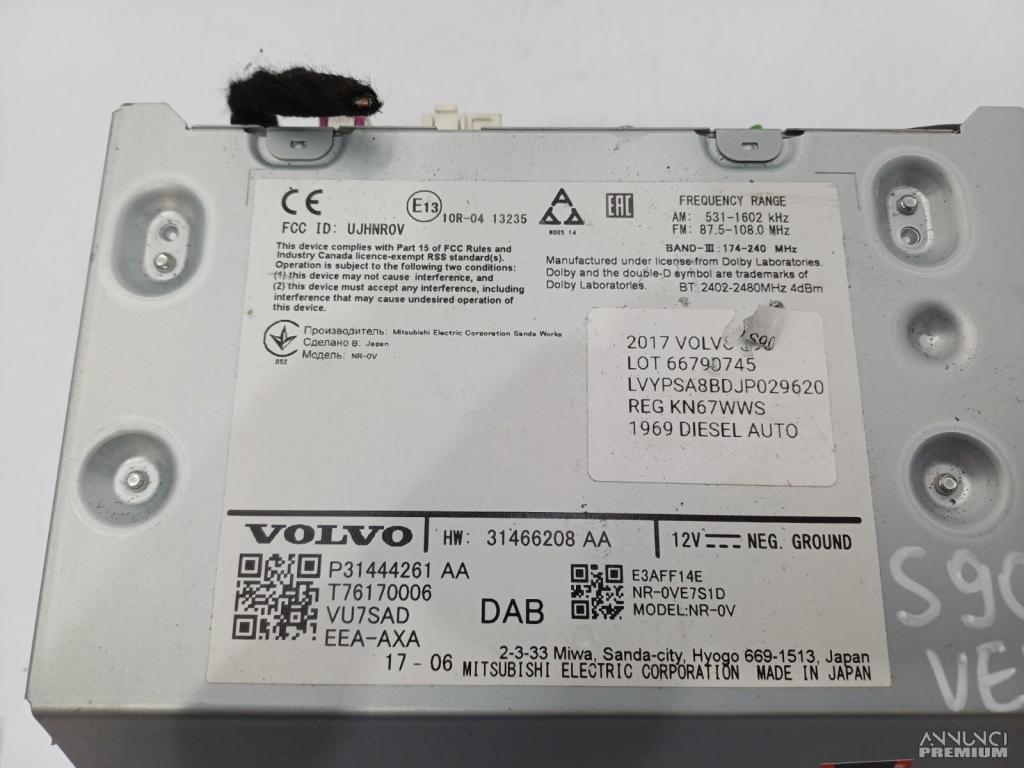 CE
E13
10R-04 13235
N005 14
EAC
FREQUENCY RANGE
AM: 531-1602 kHz
FM: 87.5-108.0 MHz
BAND-Ⅲ:174-240 MHz
FCC ID: UJHNROV
This device complies with Part 15 of FCC Rules and
Industry Canada licence-exempt RSS standard(s).
Operation is subject to the following two conditions:
(1) this device may not cause interference, and
(2) this device must accept any interference, including
interference that may cause undesired operation of
this device.
Manufactured under license from Dolby Laboratories.
Dolby and the double-D symbol are trademarks of
Dolby Laboratories.
BT: 2402-2480MHz 4dBm
Производитель: Mitsubishi Electric Corporation Sanda Works
Сделано в: Japan
Модель: NR-0V
2017 VOLVO S90
LOT 66790745
LVYPSA8BDJP029620
REG KN67WWS
1969 DIESEL AUTO
VOLVO
HW: 31466208 AA
12V NEG. GROUND
P31444261 AA
T76170006
VU7SAD
EEA-AXA
17-06
DAB
E3AFF14E
NR-0VE7S1D
MODEL:NR-0V
2-3-33 Miwa, Sanda-city, Hyogo 669-1513, Japan
MITSUBISHI ELECTRIC CORPORATION MADE IN JAPAN
S90
VE
ANNUNCI
PREMIUM